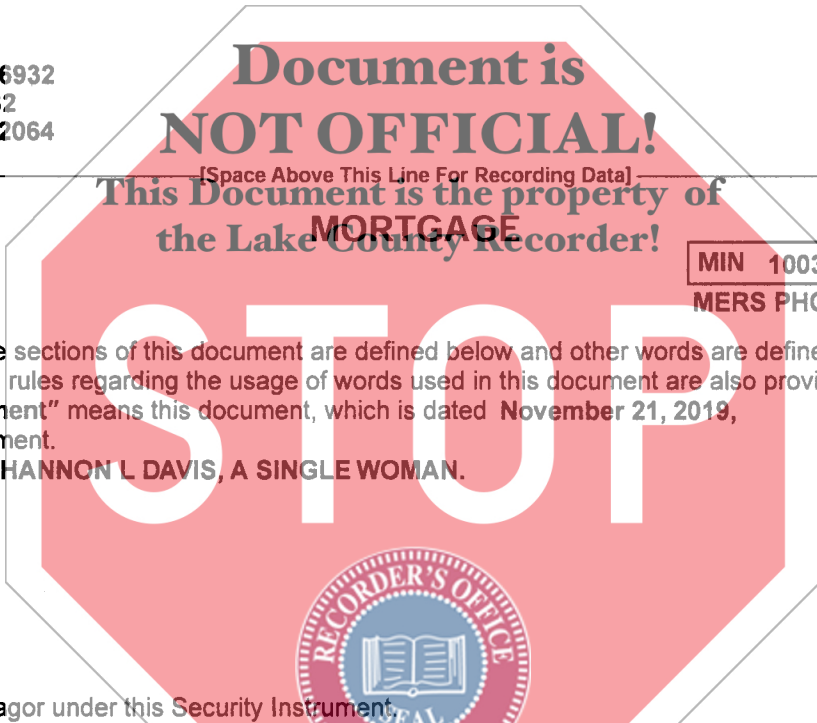 Document is
6932
2
NOT OFFICIAL!
2064
[Space Above This Line For Recording Data]
This Document is the property of
MORTGAGE
the Lake County Recorder!
MIN 1003
MERS PHO
STOP
e sections of this document are defined below and other words are define
rules regarding the usage of words used in this document are also provi
ent" means this document, which is dated November 21, 2019,
ment.
HANNON L DAVIS, A SINGLE WOMAN.
RECORDER'S OFFICE
agor under this Security Instrument.
SEAL